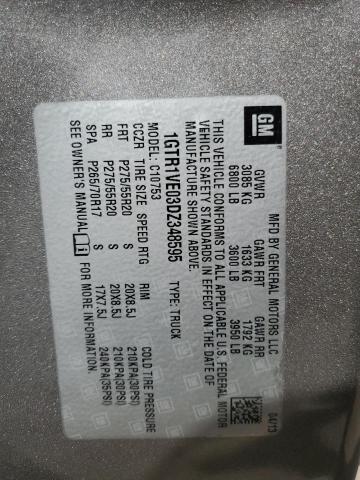 GM
MFD BY GENERAL MOTORS LLC
04/13
GVWR GAWR FRT GAWR RR
3085 KG 1633 KG 1792 KG
6800 LB 3600 LB 3950 LB
THIS VEHICLE CONFORMS TO ALL APPLICABLE U.S. FEDERAL MOTOR
VEHICLE SAFETY STANDARDS IN EFFECT ON THE DATE OF
MANUFACTURE SHOWN ABOVE.
1GTR1VE03DZ348595 TYPE: TRUCK
MODEL: C10753
CCZR TIRE SIZE SPEED RTG RIM COLD TIRE PRESSURE
FRT P275/55R20 S 20X8.5J 210KPA(30PSI)
RR P275/55R20 S 20X8.5J 210KPA(30PSI)
SPA P265/70R17 S 17X7.5J 240KPA(35PSI)
SEE OWNER'S MANUAL FOR MORE INFORMATION.